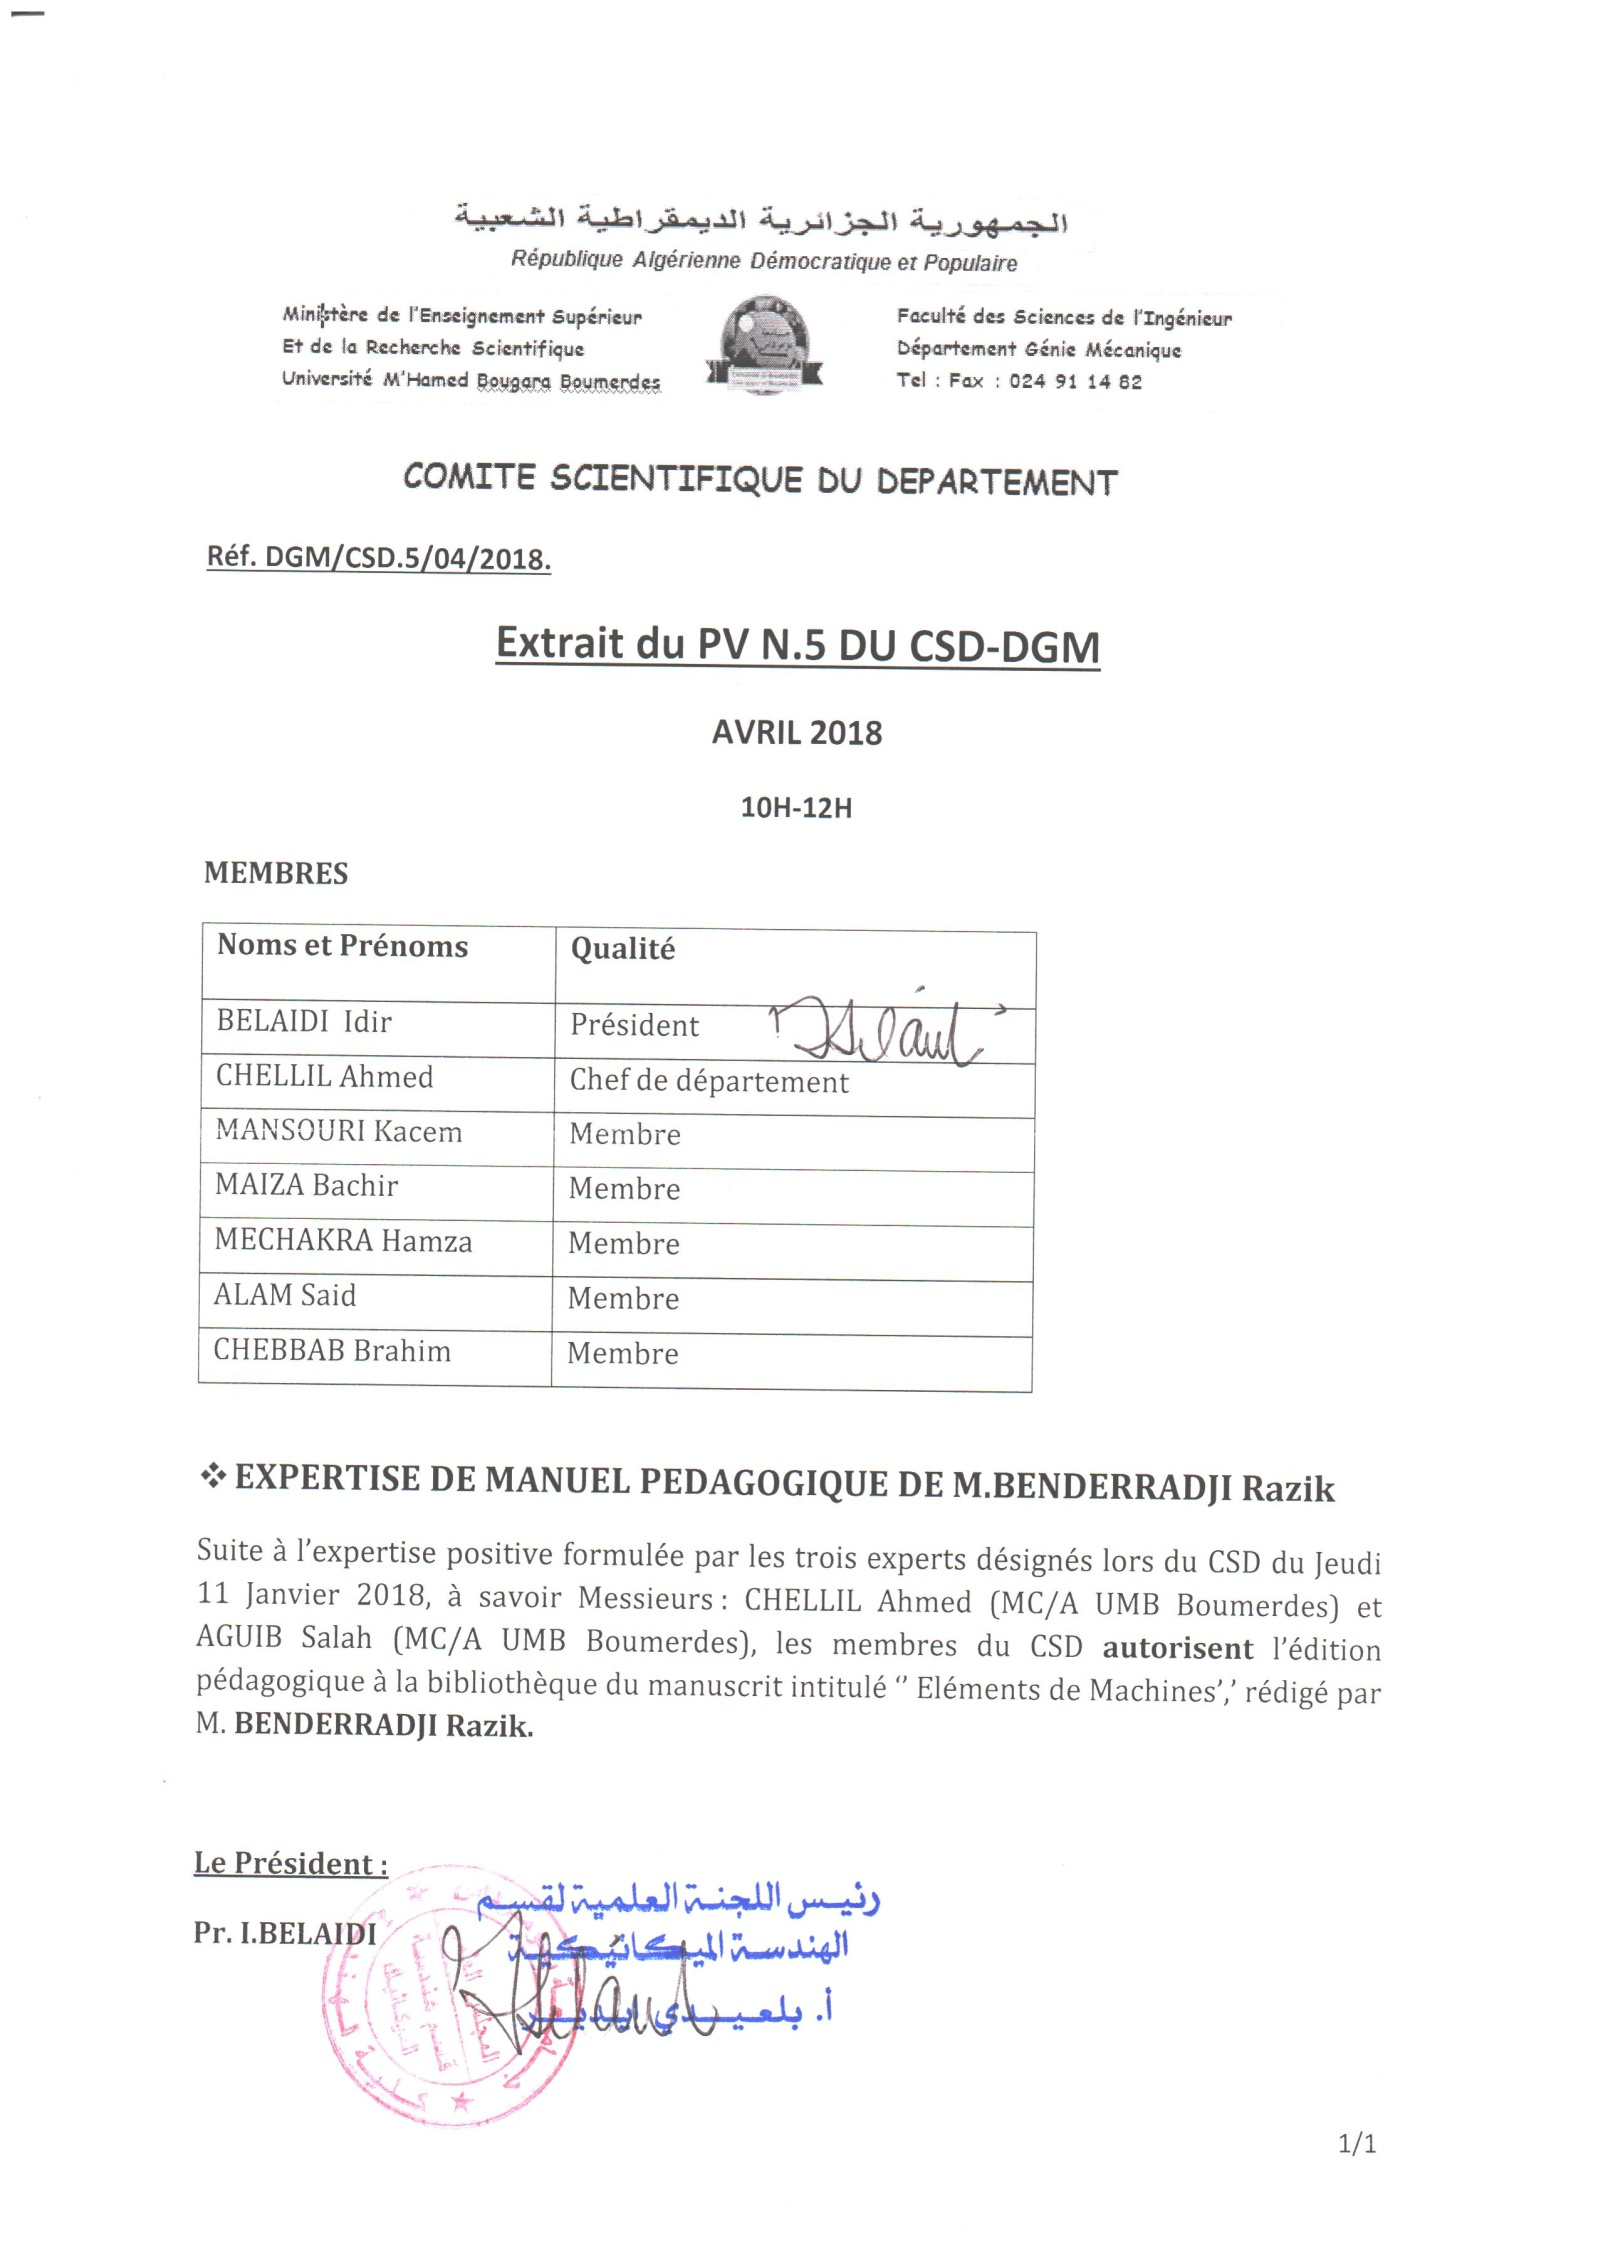 الجمهورية الجزائرية الديمقراطية الشعبية
République Algérienne Démocratique et Populaire
Ministère de l'Enseignement Supérieur
Et de la Recherche Scientifique
Université M'Hamed Bougara Boumerdes
Faculté des Sciences de l'Ingénieur
Département Génie Mécanique
Tel : Fax : 024 91 14 82
COMITE SCIENTIFIQUE DU DEPARTEMENT
Réf. DGM/CSD.5/04/2018.
Extrait du PV N.5 DU CSD-DGM
AVRIL 2018
10H-12H
MEMBRES
Noms et Prénoms Qualité
BELAIDI Idir Président
CHELLIL Ahmed Chef de département
MANSOURI Kacem Membre
MAIZA Bachir Membre
MECHAKRA Hamza Membre
ALAM Said Membre
CHEBBAB Brahim Membre
❖ EXPERTISE DE MANUEL PEDAGOGIQUE DE M.BENDERRADJI Razik
Suite à l'expertise positive formulée par les trois experts désignés lors du CSD du Jeudi
11 Janvier 2018, à savoir Messieurs : CHELLIL Ahmed (MC/A UMB Boumerdes) et
AGUIB Salah (MC/A UMB Boumerdes), les membres du CSD autorisent l'édition
pédagogique à la bibliothèque du manuscrit intitulé '' Eléments de Machines',' rédigé par
M. BENDERRADJI Razik.
Le Président :
Pr. I.BELAIDI
رئيس اللجنة العلمية لقسم
الهندسة الميكانيكية
أ. بلعيدي ايدير
1/1